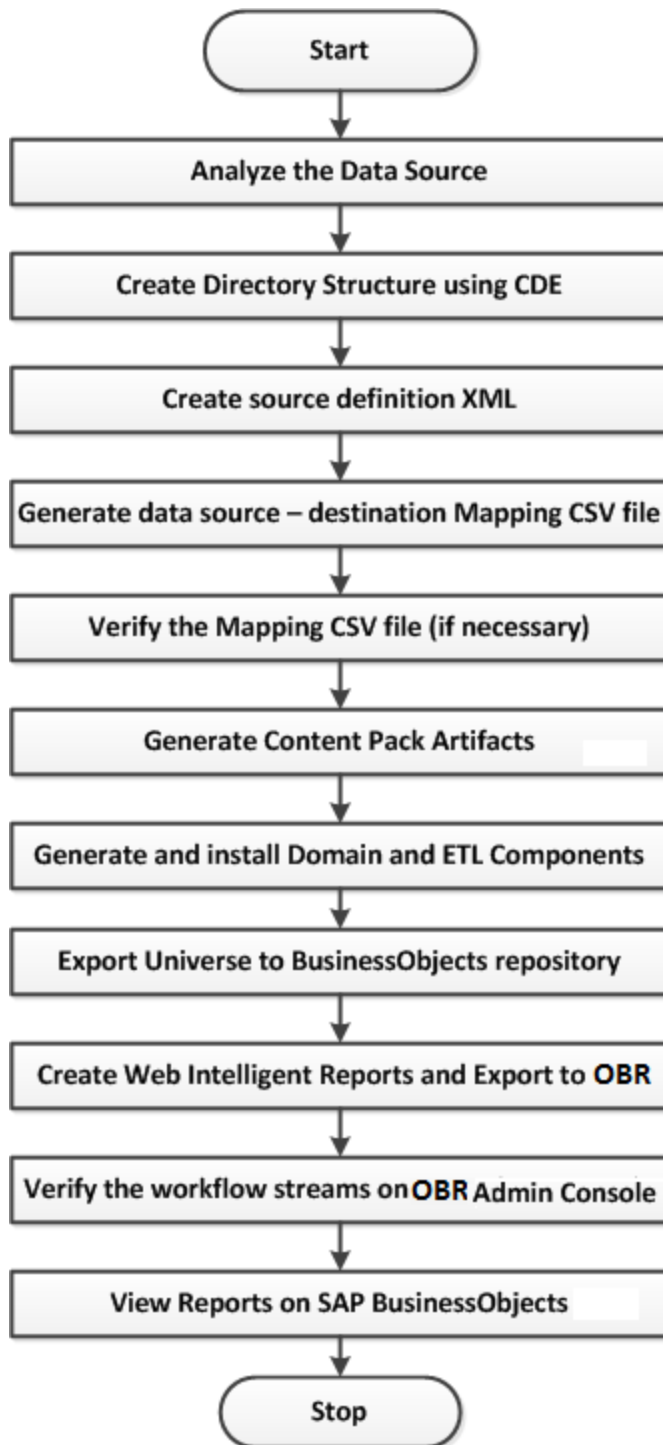 Start
Analyze the Data Source
Create Directory Structure using CDE
Create source definition XML
Generate data source – destination Mapping CSV file
Verify the Mapping CSV file (if necessary)
Generate Content Pack Artifacts
Generate and install Domain and ETL Components
Export Universe to BusinessObjects repository
Create Web Intelligent Reports and Export to OBR
Verify the workflow streams on OBR Admin Console
View Reports on SAP BusinessObjects
Stop